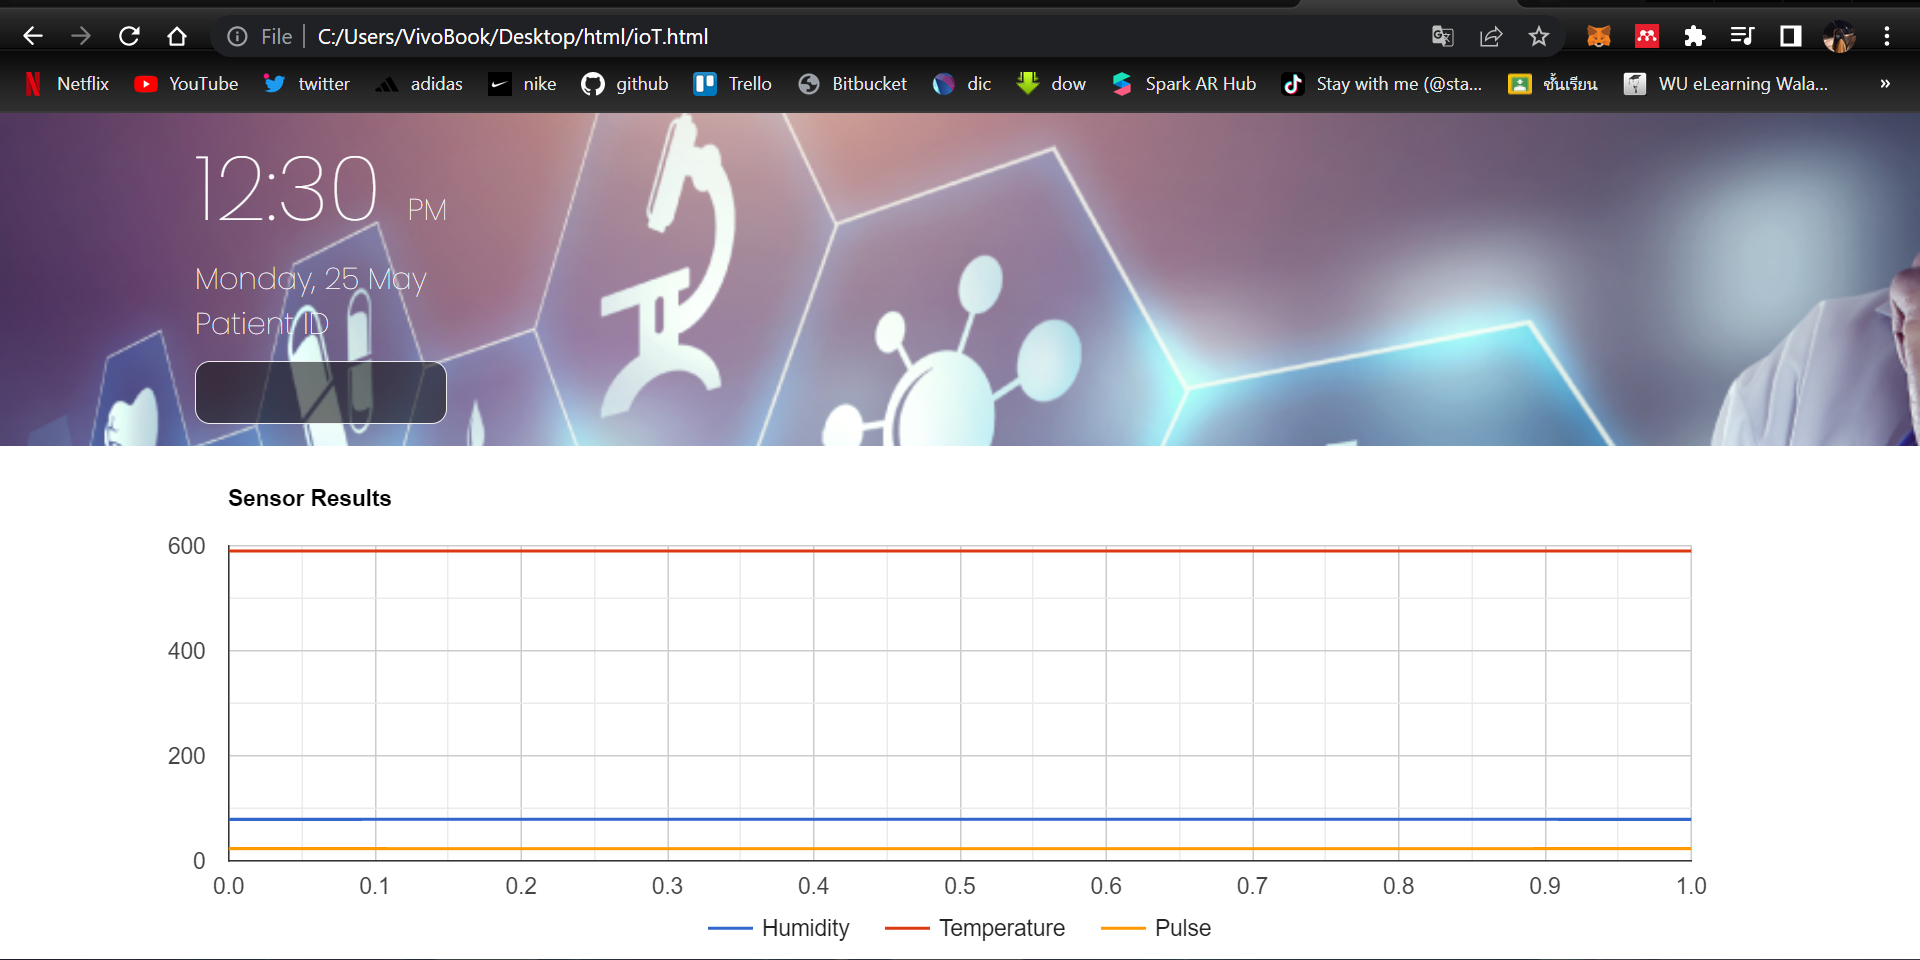 File C:/Users/VivoBook/Desktop/html/ioT.html
Netflix YouTube twitter adidas nike github Trello Bitbucket dic dow Spark AR Hub Stay with me (@sta... ชั้นเรียน WU eLearning Wala... »
12:30 PM
Monday, 25 May
Patient ID
Sensor Results
600
400
200
0
0.0 0.1 0.2 0.3 0.4 0.5 0.6 0.7 0.8 0.9 1.0
Humidity Temperature Pulse